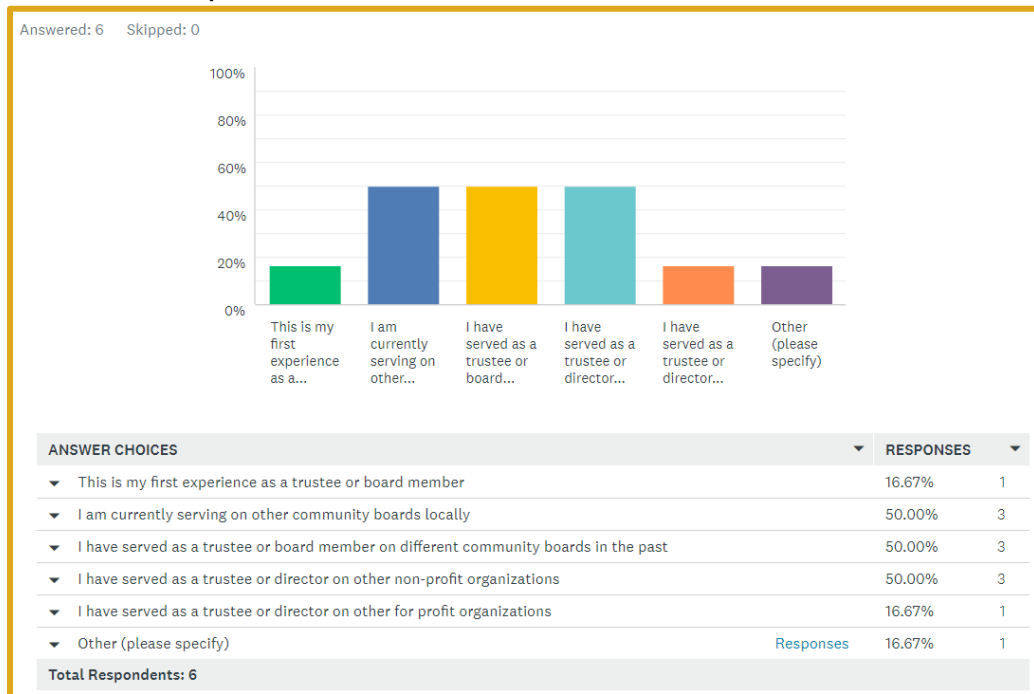 Answered: 6 Skipped: 0
100%
80%
60%
40%
20%
0%
This is my first experience as a...
I am currently serving on other...
I have served as a trustee or board...
I have served as a trustee or director...
I have served as a trustee or director...
Other (please specify)
ANSWER CHOICES RESPONSES
This is my first experience as a trustee or board member 16.67% 1
I am currently serving on other community boards locally 50.00% 3
I have served as a trustee or board member on different community boards in the past 50.00% 3
I have served as a trustee or director on other non-profit organizations 50.00% 3
I have served as a trustee or director on other for profit organizations 16.67% 1
Other (please specify) Responses 16.67% 1
Total Respondents: 6